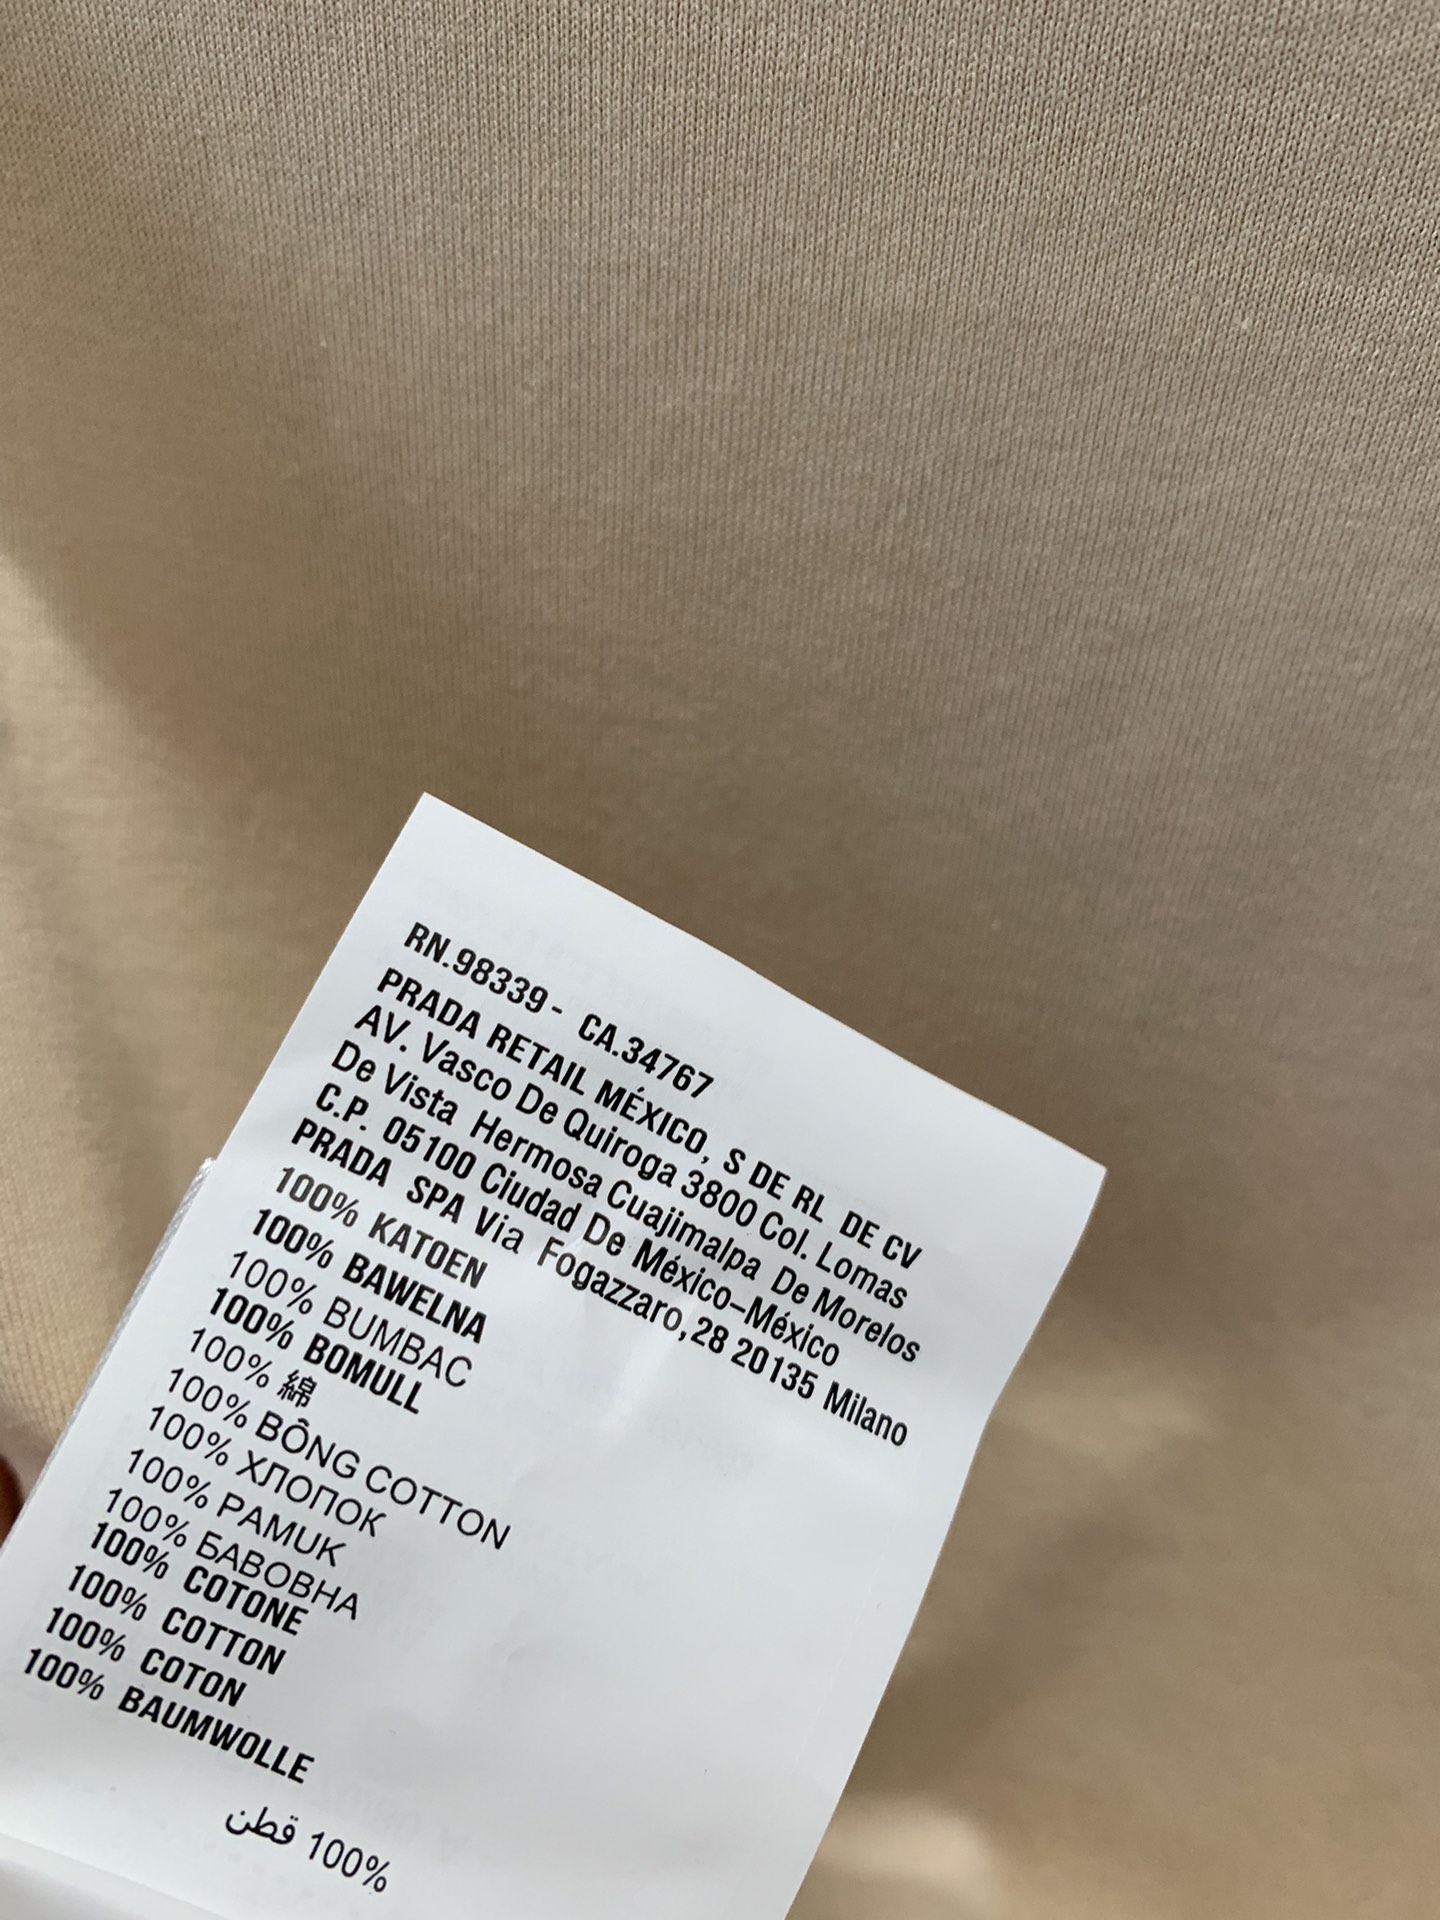 RN.98339- CA.34767
PRADA RETAIL MÉXICO, S DE RL DE CV
AV. Vasco De Quiroga 3800 Col. Lomas
De Vista Hermosa Cuajimalpa De Morelos
C.P. 05100 Ciudad De México–México
PRADA SPA Via Fogazzaro,28 20135 Milano
100% KATOEN
100% BAWELNA
100% BUMBAC
100% BOMULL
100% 綿
100% BÔNG COTTON
100% ХЛОПОК
100% PAMUK
100% БАВОВНА
100% COTONE
100% COTTON
100% COTON
100% BAUMWOLLE
100% قطن